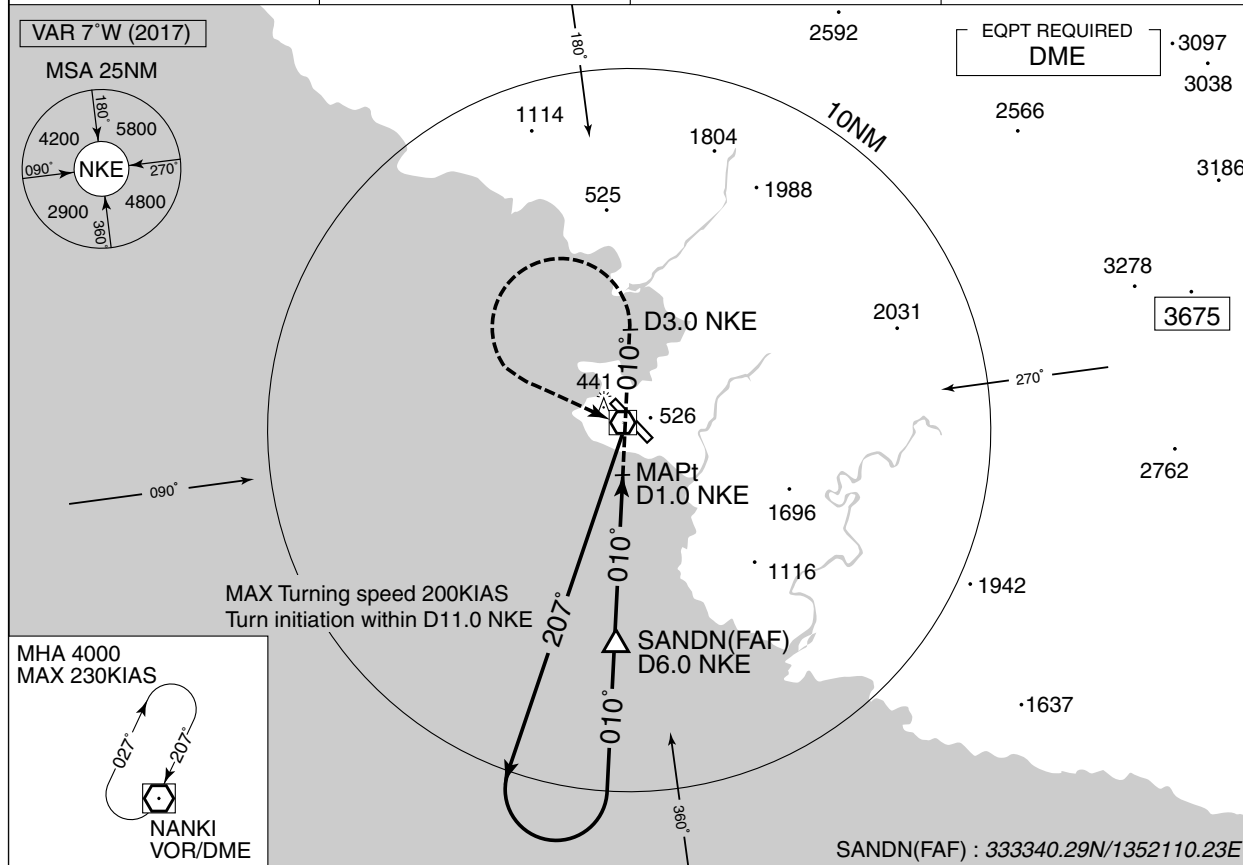 VAR 7°W (2017)
MSA 25NM
180°
4200
5800
090°
NKE
270°
2900
4800
360°
180°
2592
EQPT REQUIRED
DME
3097
3038
1114
10NM
2566
1804
1988
3186
525
3278
D3.0 NKE
2031
3675
010°
441
526
270°
MAPt
D1.0 NKE
2762
090°
1696
010°
1116
1942
MAX Turning speed 200KIAS
Turn initiation within D11.0 NKE
207°
SANDN(FAF)
D6.0 NKE
010°
1637
MHA 4000
MAX 230KIAS
027°
207°
NANKI
VOR/DME
360°
SANDN(FAF) : 333340.29N/1352110.23E